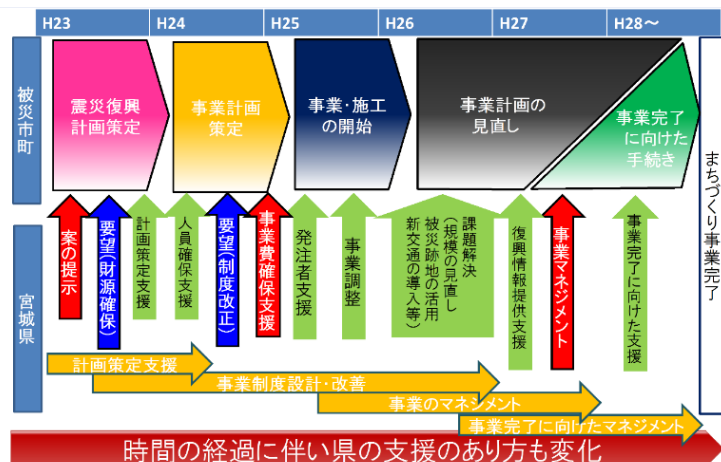 H23
H24
H25
H26
H27
H28～
被災市町
震災復興
計画策定
事業計画
策定
事業・施工
の開始
事業計画の
見直し
事業完了
に向けた
手続き
まちづくり事業完了
宮城県
案の提示
要望(財源確保)
計画策定支援
人員確保支援
要望(制度改正)
事業費確保支援
発注者支援
事業調整
課題解決
(規模の見直し
被災跡地の活用
新交通の導入等)
復興情報提供支援
事業マネジメント
事業完了に向けた支援
計画策定支援
事業制度設計・改善
事業のマネジメント
事業完了に向けたマネジメント
時間の経過に伴い県の支援のあり方も変化